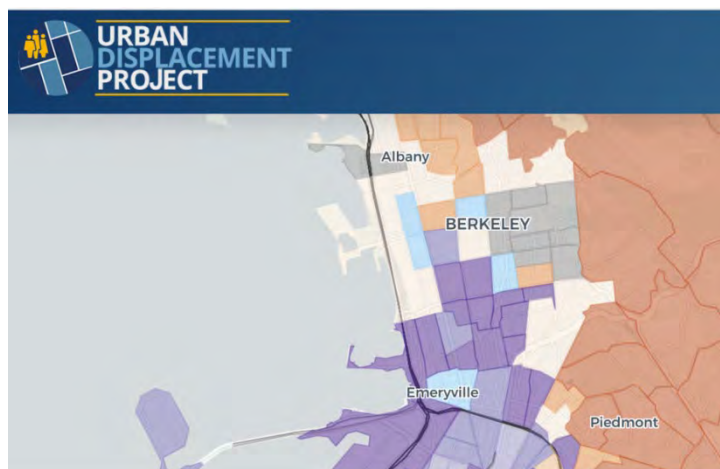 URBAN
DISPLACEMENT
PROJECT
Albany
BERKELEY
Emeryville
Piedmont